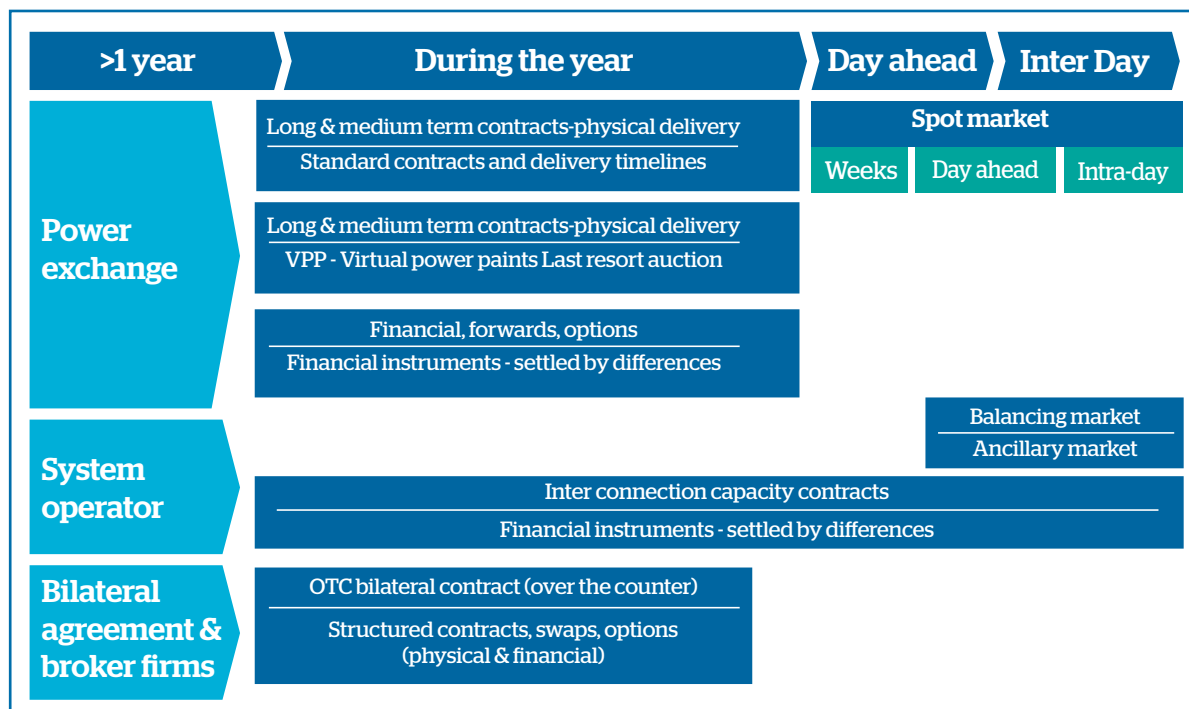 >1 year
During the year
Day ahead
Inter Day
Power
exchange
Long & medium term contracts-physical delivery
Standard contracts and delivery timelines
Spot market
Weeks
Day ahead
Intra-day
Long & medium term contracts-physical delivery
VPP - Virtual power paints Last resort auction
Financial, forwards, options
Financial instruments - settled by differences
System
operator
Balancing market
Ancillary market
Inter connection capacity contracts
Financial instruments - settled by differences
Bilateral
agreement &
broker firms
OTC bilateral contract (over the counter)
Structured contracts, swaps, options
(physical & financial)